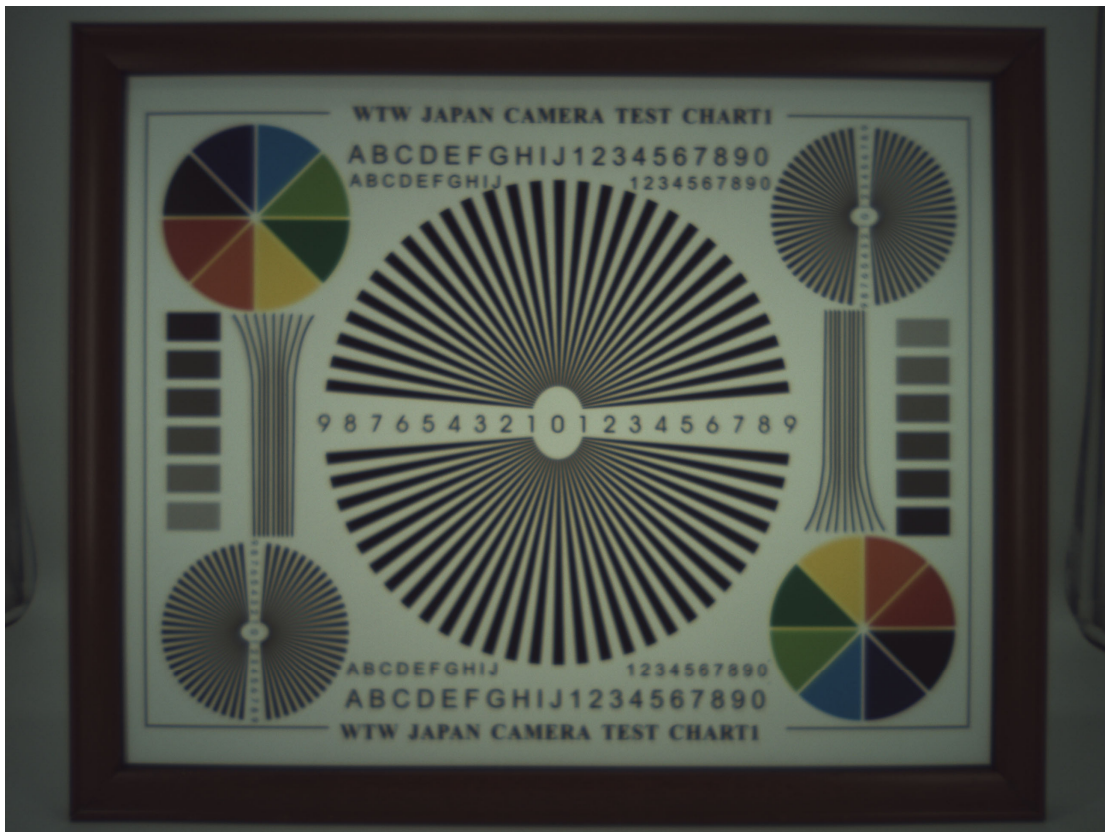 WTW JAPAN CAMERA TEST CHART1
ABCDEFGHIJ1234567890
ABCDEFGHIJ 1234567890
9 8 7 6 5 4 3 2 1 0 1 2 3 4 5 6 7 8 9
ABCDEFGHIJ 1234567890
ABCDEFGHIJ1234567890
WTW JAPAN CAMERA TEST CHART1